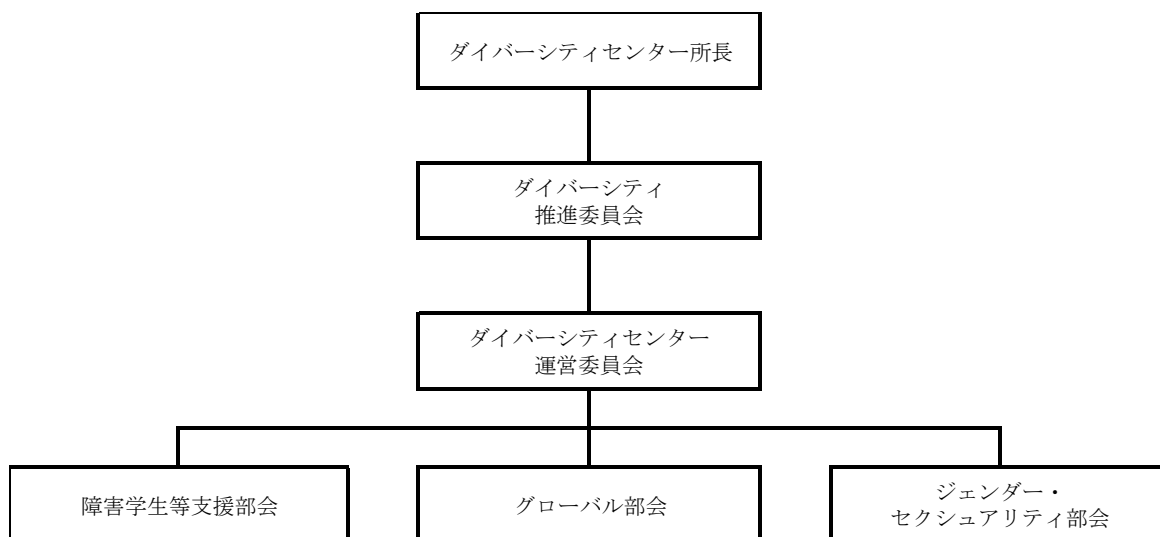 ダイバーシティセンター所長
ダイバーシティ
推進委員会
ダイバーシティセンター
運営委員会
障害学生等支援部会
グローバル部会
ジェンダー・
セクシュアリティ部会